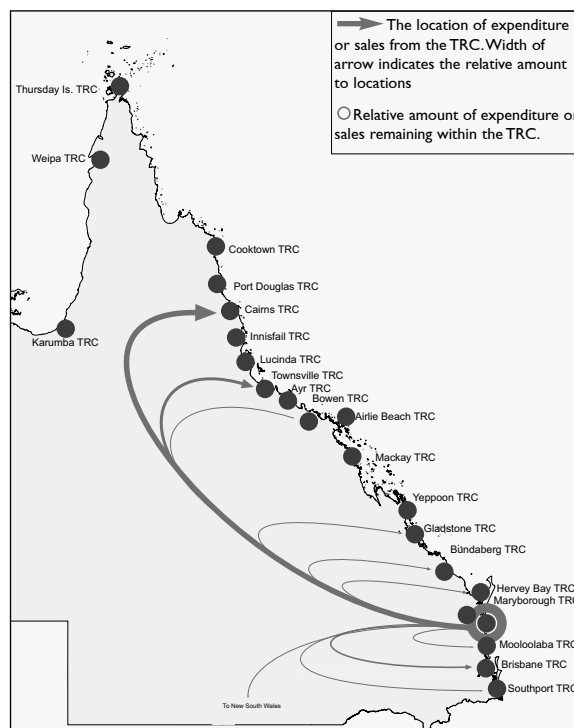 The location of expenditure
or sales from the TRC. Width of
arrow indicates the relative amount
to locations
Relative amount of expenditure or
sales remaining within the TRC.
Thursday Is. TRC
Weipa TRC
Cooktown TRC
Port Douglas TRC
Cairns TRC
Karumba TRC
Innisfail TRC
Lucinda TRC
Townsville TRC
Ayr TRC
Bowen TRC
Airlie Beach TRC
Mackay TRC
Yeppoon TRC
Gladstone TRC
Bundaberg TRC
Hervey Bay TRC
Maryborough TRC
Mooloolaba TRC
Brisbane TRC
Southport TRC
To New South Wales